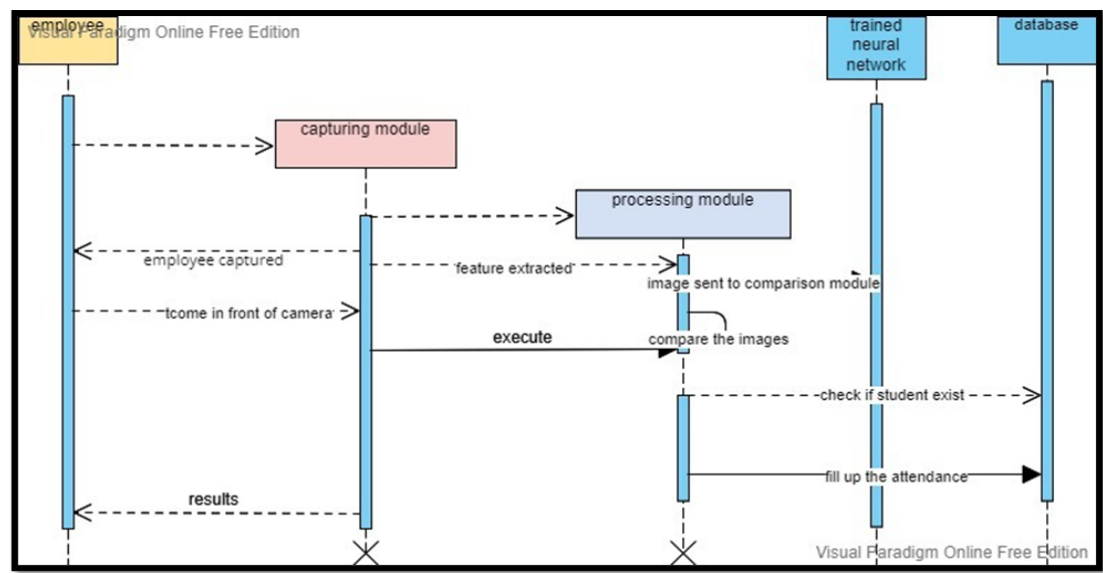 employee
Visual Paradigm Online Free Edition
trained
neural
network
database
capturing module
processing module
employee captured
feature extracted
image sent to comparison module
tcome in front of camera
execute
compare the images
check if student exist
fill up the attendance
results
Visual Paradigm Online Free Edition